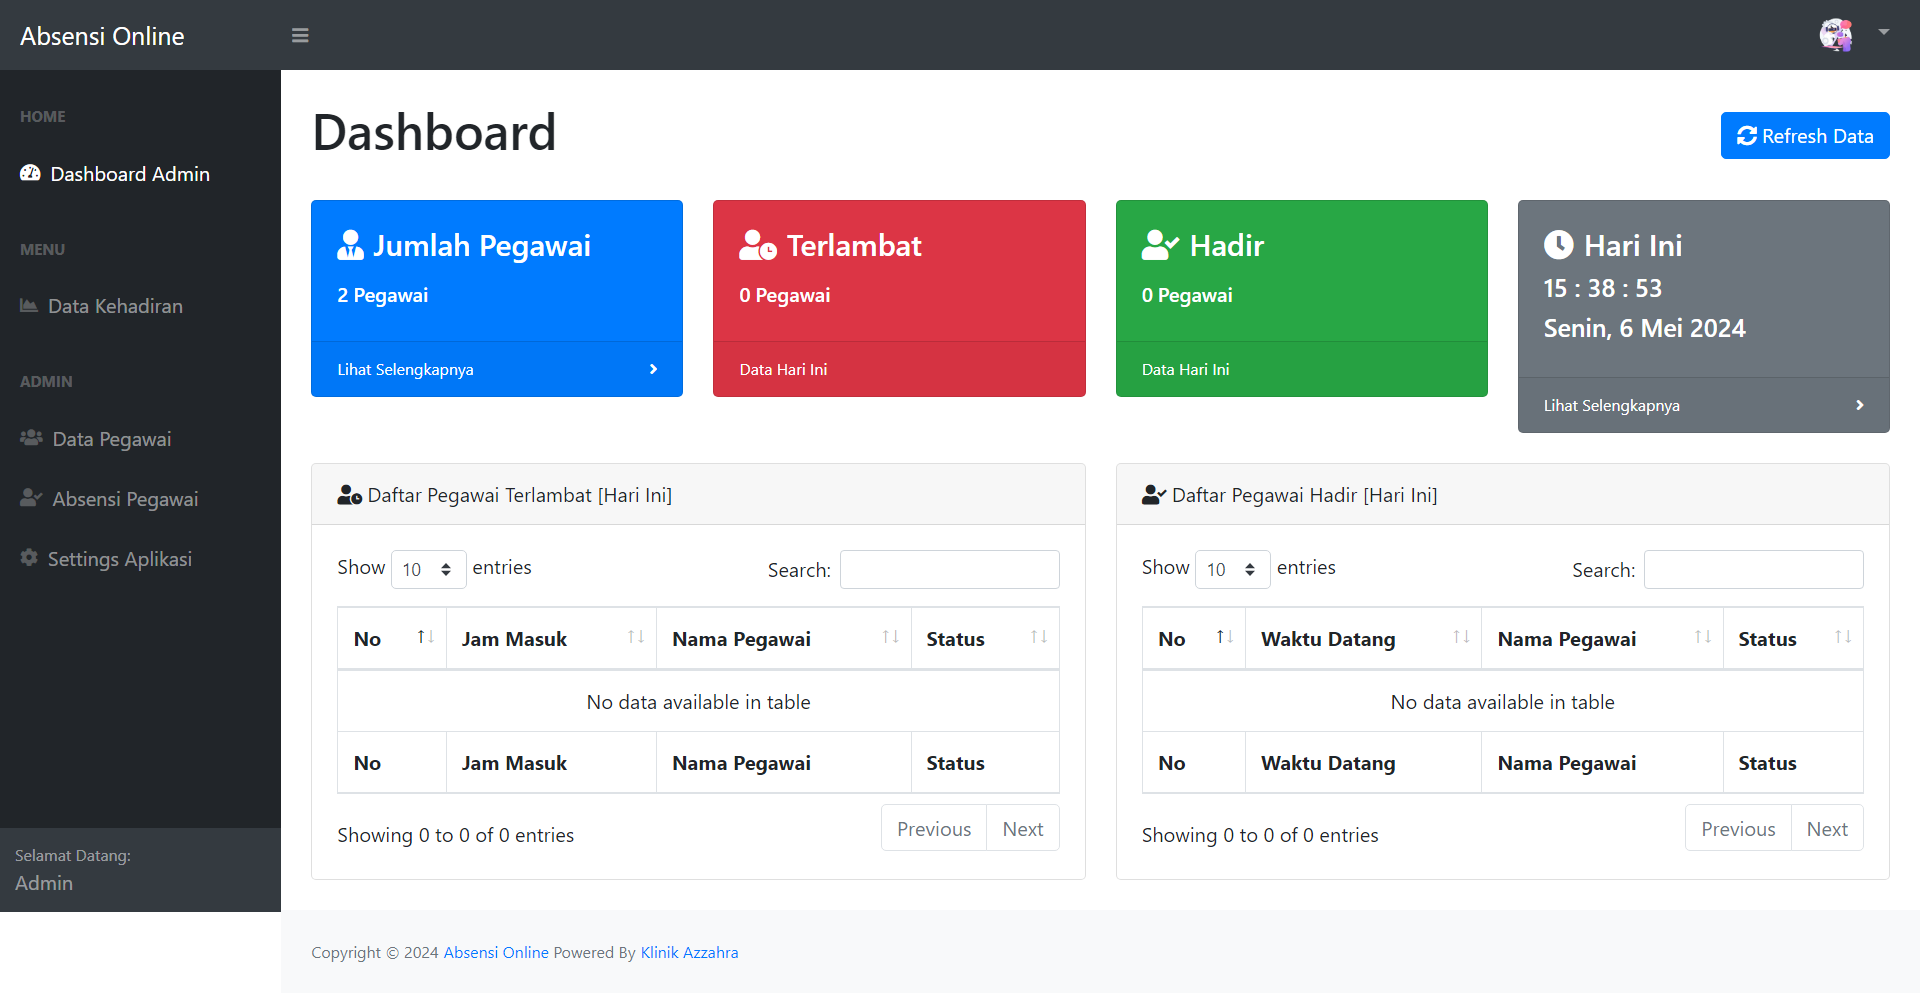 Absensi Online
HOME
Dashboard Admin
MENU
Data Kehadiran
ADMIN
Data Pegawai
Absensi Pegawai
Settings Aplikasi
Selamat Datang:
Admin
Dashboard
Refresh Data
Jumlah Pegawai
2 Pegawai
Lihat Selengkapnya
Terlambat
0 Pegawai
Data Hari Ini
Hadir
0 Pegawai
Data Hari Ini
Hari Ini
15 : 38 : 53
Senin, 6 Mei 2024
Lihat Selengkapnya
Daftar Pegawai Terlambat [Hari Ini]
Show 10 entries Search:
No Jam Masuk Nama Pegawai Status
No data available in table
No Jam Masuk Nama Pegawai Status
Showing 0 to 0 of 0 entries Previous Next
Daftar Pegawai Hadir [Hari Ini]
Show 10 entries Search:
No Waktu Datang Nama Pegawai Status
No data available in table
No Waktu Datang Nama Pegawai Status
Showing 0 to 0 of 0 entries Previous Next
Copyright © 2024 Absensi Online Powered By Klinik Azzahra